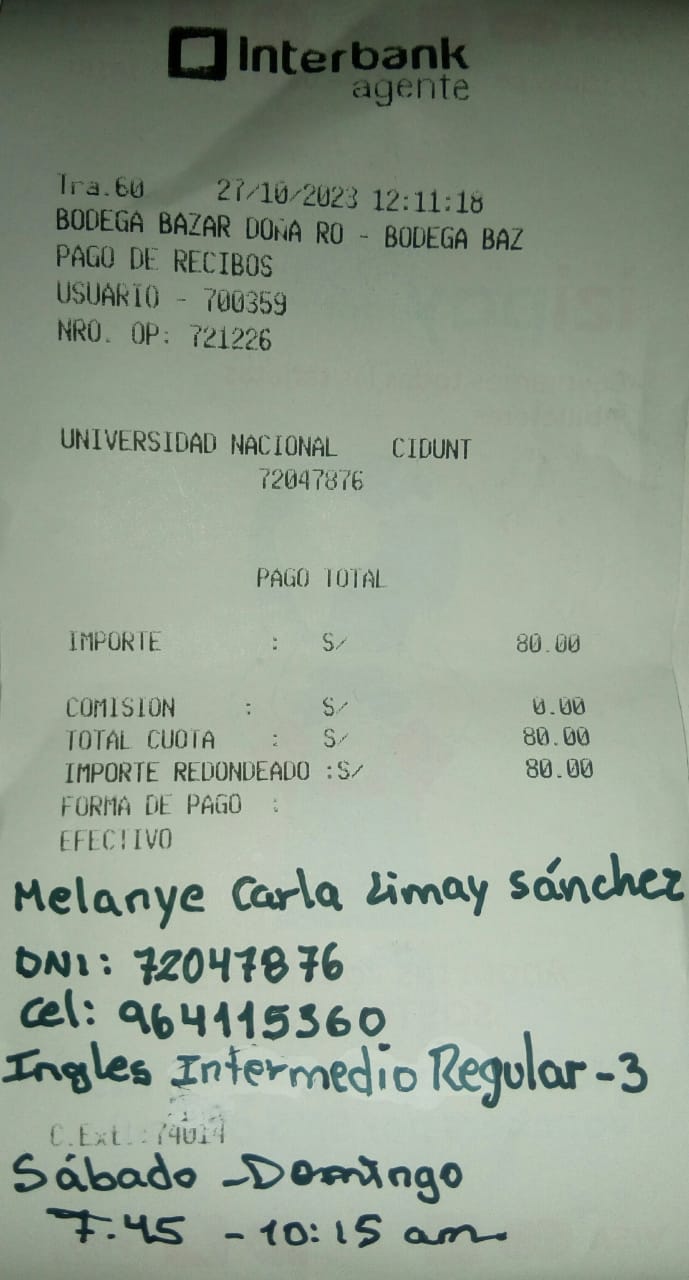 Interbank
agente
Tra.60 27/10/2023 12:11:18
BODEGA BAZAR DOÑA RO - BODEGA BAZ
PAGO DE RECIBOS
USUARIO - 700359
NRO. OP: 721226
UNIVERSIDAD NACIONAL CIDUNT
72047876
PAGO TOTAL
IMPORTE : S/ 80.00
COMISION : S/ 0.00
TOTAL CUOTA : S/ 80.00
IMPORTE REDONDEADO :S/ 80.00
FORMA DE PAGO :
EFECTIVO
Melanye Carla Limay Sánchez
DNI: 72047876
Cel: 964115360
Ingles Intermedio Regular-3
C.Ext.:74014
Sábado - Domingo
7:45 - 10:15 am